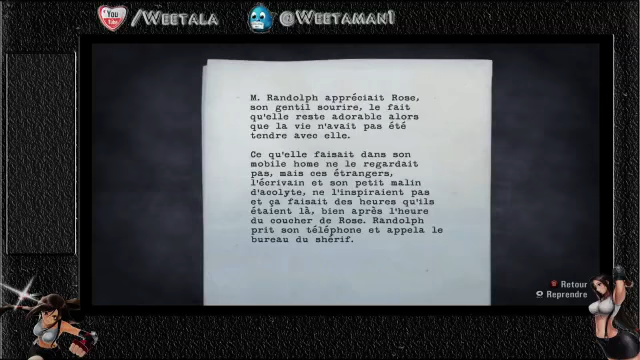 You Tube /Weetala @Weetaman1
M. Randolph appréciait Rose,
son gentil sourire, le fait
qu'elle reste adorable alors
que la vie n'avait pas été
tendre avec elle.
Ce qu'elle faisait dans son
mobile home ne le regardait
pas, mais ces étrangers,
l'écrivain et son petit malin
d'acolyte, ne l'inspiraient pas
et ça faisait des heures qu'ils
étaient là, bien après l'heure
du coucher de Rose. Randolph
prit son téléphone et appela le
bureau du shérif.
Retour
Reprendre